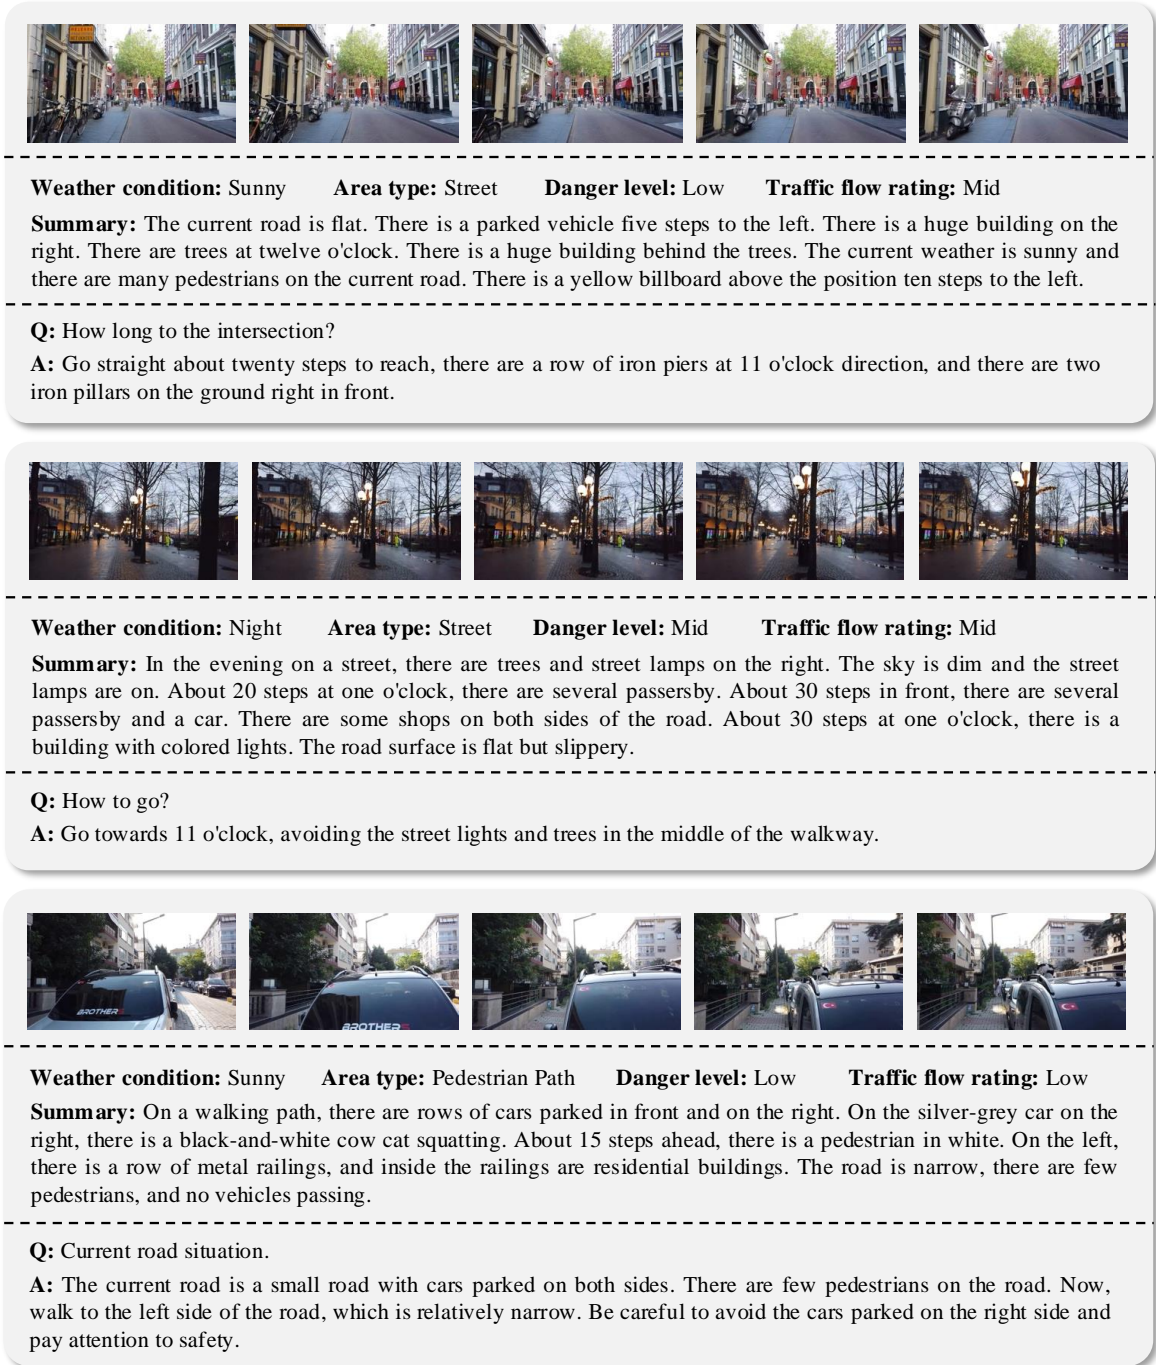 Weather condition: Sunny Area type: Street Danger level: Low Traffic flow rating: Mid
Summary: The current road is flat. There is a parked vehicle five steps to the left. There is a huge building on the
right. There are trees at twelve o'clock. There is a huge building behind the trees. The current weather is sunny and
there are many pedestrians on the current road. There is a yellow billboard above the position ten steps to the left.
Q: How long to the intersection?
A: Go straight about twenty steps to reach, there are a row of iron piers at 11 o'clock direction, and there are two
iron pillars on the ground right in front.
Weather condition: Night Area type: Street Danger level: Mid Traffic flow rating: Mid
Summary: In the evening on a street, there are trees and street lamps on the right. The sky is dim and the street
lamps are on. About 20 steps at one o'clock, there are several passersby. About 30 steps in front, there are several
passersby and a car. There are some shops on both sides of the road. About 30 steps at one o'clock, there is a
building with colored lights. The road surface is flat but slippery.
Q: How to go?
A: Go towards 11 o'clock, avoiding the street lights and trees in the middle of the walkway.
BROTHERS
BROTHERS
Weather condition: Sunny Area type: Pedestrian Path Danger level: Low Traffic flow rating: Low
Summary: On a walking path, there are rows of cars parked in front and on the right. On the silver-grey car on the
right, there is a black-and-white cow cat squatting. About 15 steps ahead, there is a pedestrian in white. On the left,
there is a row of metal railings, and inside the railings are residential buildings. The road is narrow, there are few
pedestrians, and no vehicles passing.
Q: Current road situation.
A: The current road is a small road with cars parked on both sides. There are few pedestrians on the road. Now,
walk to the left side of the road, which is relatively narrow. Be careful to avoid the cars parked on the right side and
pay attention to safety.